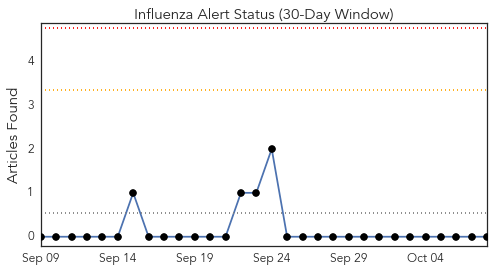 Influenza Alert Status (30-Day Window)
Articles Found
4
3
2
1
0
Sep 09 Sep 14 Sep 19 Sep 24 Sep 29 Oct 04